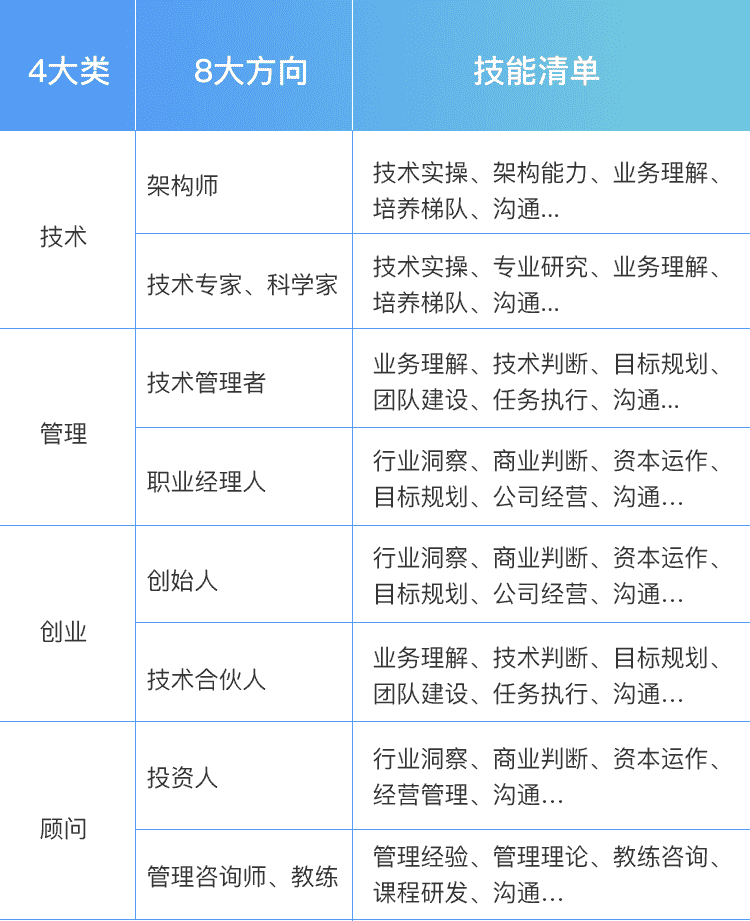 4大类 8大方向 技能清单
技术
架构师
技术实操、架构能力、业务理解、
培养梯队、沟通...
技术专家、科学家
技术实操、专业研究、业务理解、
培养梯队、沟通...
管理
技术管理者
业务理解、技术判断、目标规划、
团队建设、任务执行、沟通...
职业经理人
行业洞察、商业判断、资本运作、
目标规划、公司经营、沟通...
创业
创始人
行业洞察、商业判断、资本运作、
目标规划、公司经营、沟通...
技术合伙人
业务理解、技术判断、目标规划、
团队建设、任务执行、沟通...
顾问
投资人
行业洞察、商业判断、资本运作、
经营管理、沟通...
管理咨询师、教练
管理经验、管理理论、教练咨询、
课程研发、沟通...